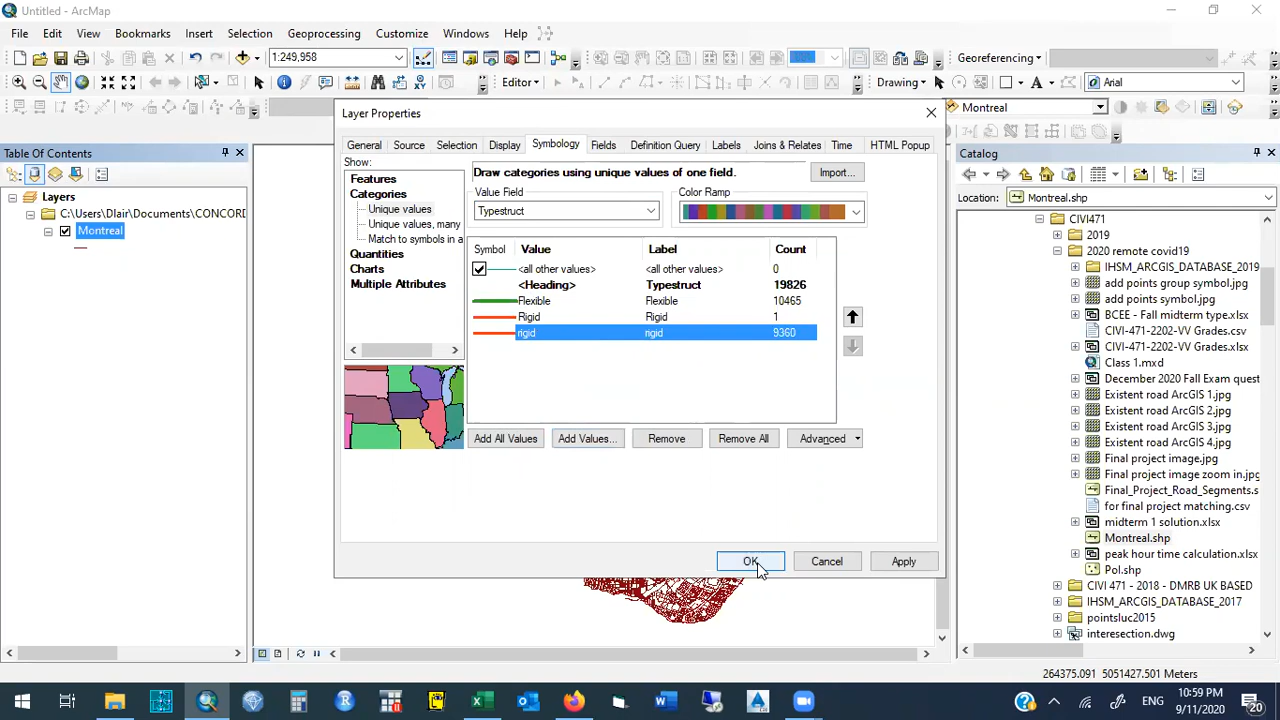 Untitled - ArcMap
File Edit View Bookmarks Insert Selection Geoprocessing Customize Windows Help
1:249,958 Georeferencing
Editor Drawing Arial
Montreal
Table Of Contents
Layers
C:\Users\Dlair\Documents\CONCORD
Montreal
Layer Properties
General Source Selection Display Symbology Fields Definition Query Labels Joins & Relates Time HTML Popup
Show:
Features
Categories
Unique values
Unique values, many
Match to symbols in a
Quantities
Charts
Multiple Attributes
Draw categories using unique values of one field.
Import...
Value Field
Typestruct
Color Ramp
Symbol Value Label Count
<all other values> <all other values> 0
<Heading> Typestruct 19826
Flexible Flexible 10465
Rigid Rigid 1
rigid rigid 9360
Add All Values Add Values... Remove Remove All Advanced
OK Cancel Apply
Catalog
Location: Montreal.shp
CIVI471
2019
2020 remote covid19
IHSM_ARCGIS_DATABASE_2019
add points group symbol.jpg
add points symbol.jpg
BCEE - Fall midterm type.xlsx
CIVI-471-2202-VV Grades.csv
CIVI-471-2202-VV Grades.xlsx
Class 1.mxd
December 2020 Fall Exam quest
Existent road ArcGIS 1.jpg
Existent road ArcGIS 2.jpg
Existent road ArcGIS 3.jpg
Existent road ArcGIS 4.jpg
Final project image.jpg
Final project image zoom in.jpg
Final_Project_Road_Segments.s
for final project matching.csv
midterm 1 solution.xlsx
Montreal.shp
peak hour time calculation.xlsx
Pol.shp
CIVI 471 - 2018 - DMRB UK BASED
IHSM_ARCGIS_DATABASE_2017
pointsluc2015
interesection.dwg
264375.091 5051427.501 Meters
ENG
10:59 PM
9/11/2020
20